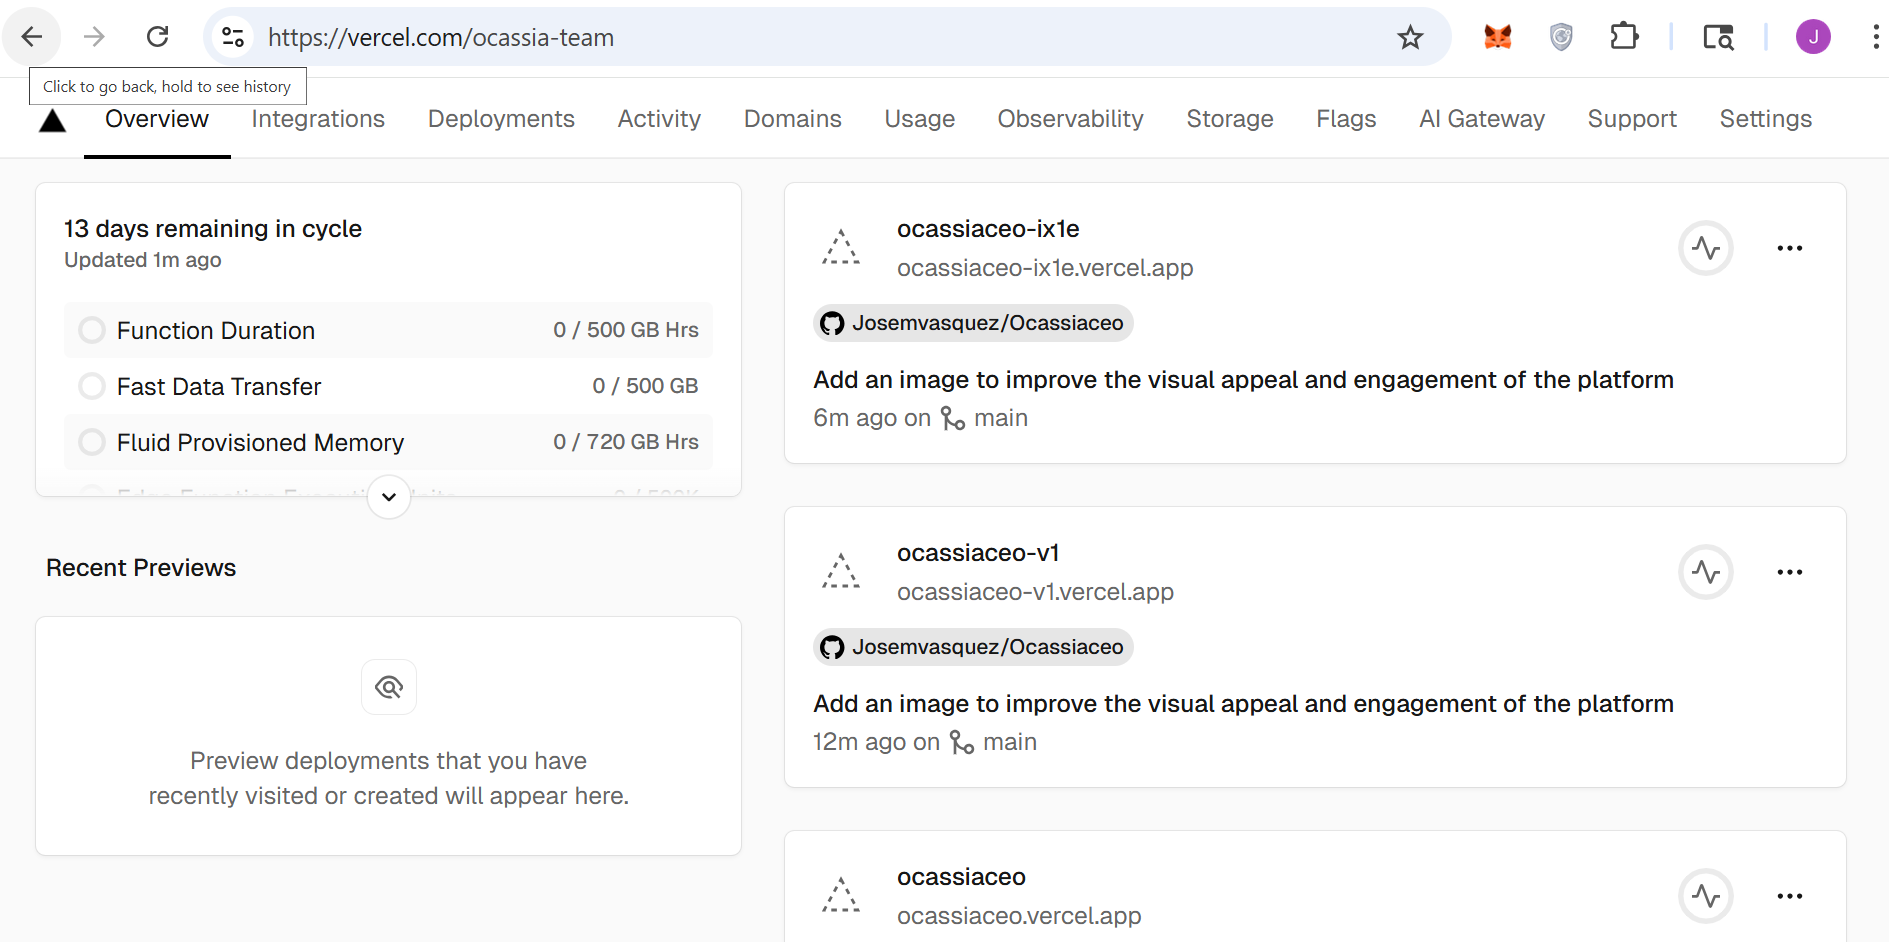 https://vercel.com/ocassia-team
J
Click to go back, hold to see history
Overview
Integrations
Deployments
Activity
Domains
Usage
Observability
Storage
Flags
AI Gateway
Support
Settings
13 days remaining in cycle
Updated 1m ago
Function Duration
0 / 500 GB Hrs
Fast Data Transfer
0 / 500 GB
Fluid Provisioned Memory
0 / 720 GB Hrs
Recent Previews
Preview deployments that you have
recently visited or created will appear here.
ocassiaceo-ix1e
ocassiaceo-ix1e.vercel.app
Josemvasquez/Ocassiaceo
Add an image to improve the visual appeal and engagement of the platform
6m ago on main
ocassiaceo-v1
ocassiaceo-v1.vercel.app
Josemvasquez/Ocassiaceo
Add an image to improve the visual appeal and engagement of the platform
12m ago on main
ocassiaceo
ocassiaceo.vercel.app